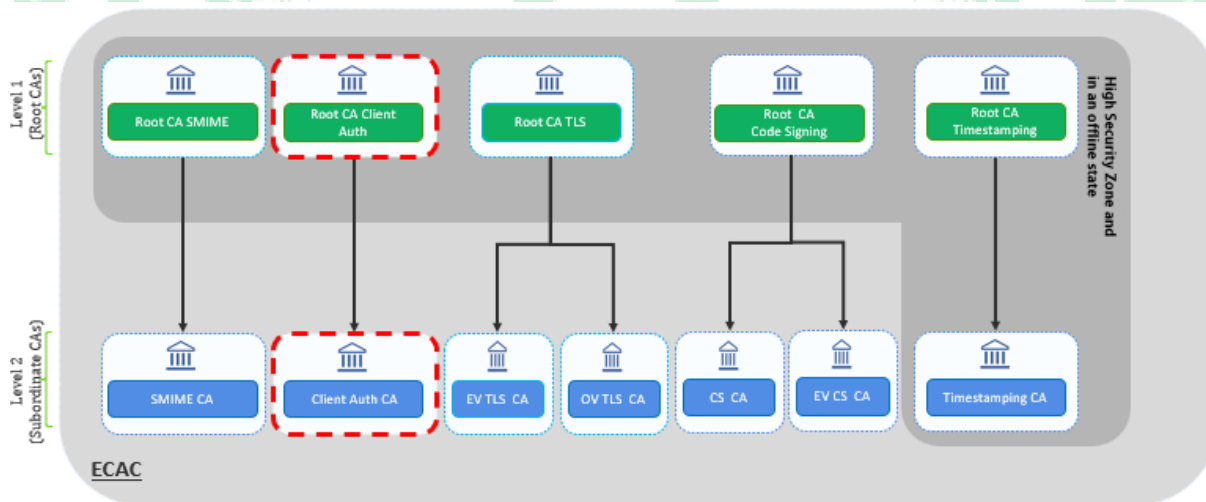 Level 1
(Root CAs)
Root CA SMIME
Root CA Client
Auth
Root CA TLS
Root CA
Code Signing
Root CA
Timestamping
High Security Zone and
in an offline state
Level 2
(Subordinate CAs)
SMIME CA
Client Auth CA
EV TLS CA
OV TLS CA
CS CA
EV CS CA
Timestamping CA
ECAC